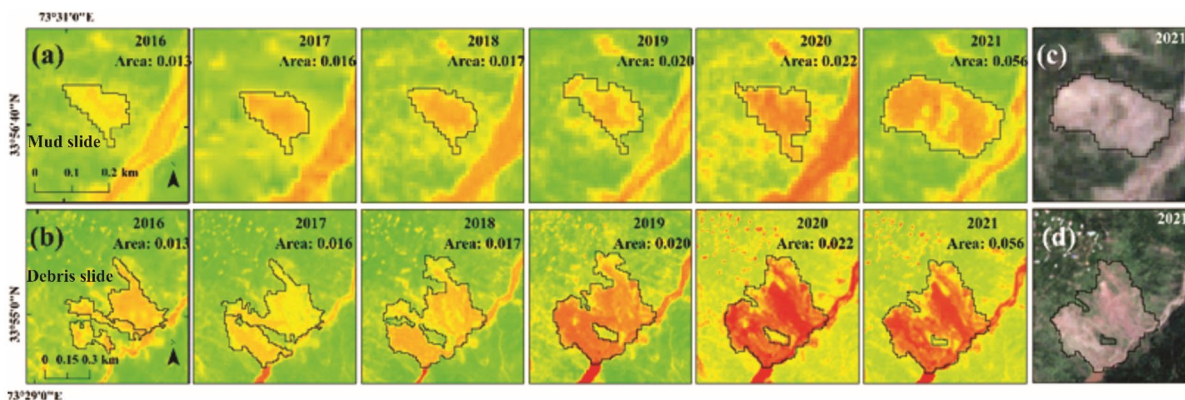 73°31'0"E
(a)
2016
Area: 0.013
2017
Area: 0.016
2018
Area: 0.017
2019
Area: 0.020
2020
Area: 0.022
2021
Area: 0.056
(c)
2021
33°56'40"N
Mud slide
0 0.1 0.2 km
(b)
2016
Area: 0.013
2017
Area: 0.016
2018
Area: 0.017
2019
Area: 0.020
2020
Area: 0.022
2021
Area: 0.056
(d)
2021
Debris slide
33°55'0"N
0 0.15 0.3 km
73°29'0"E